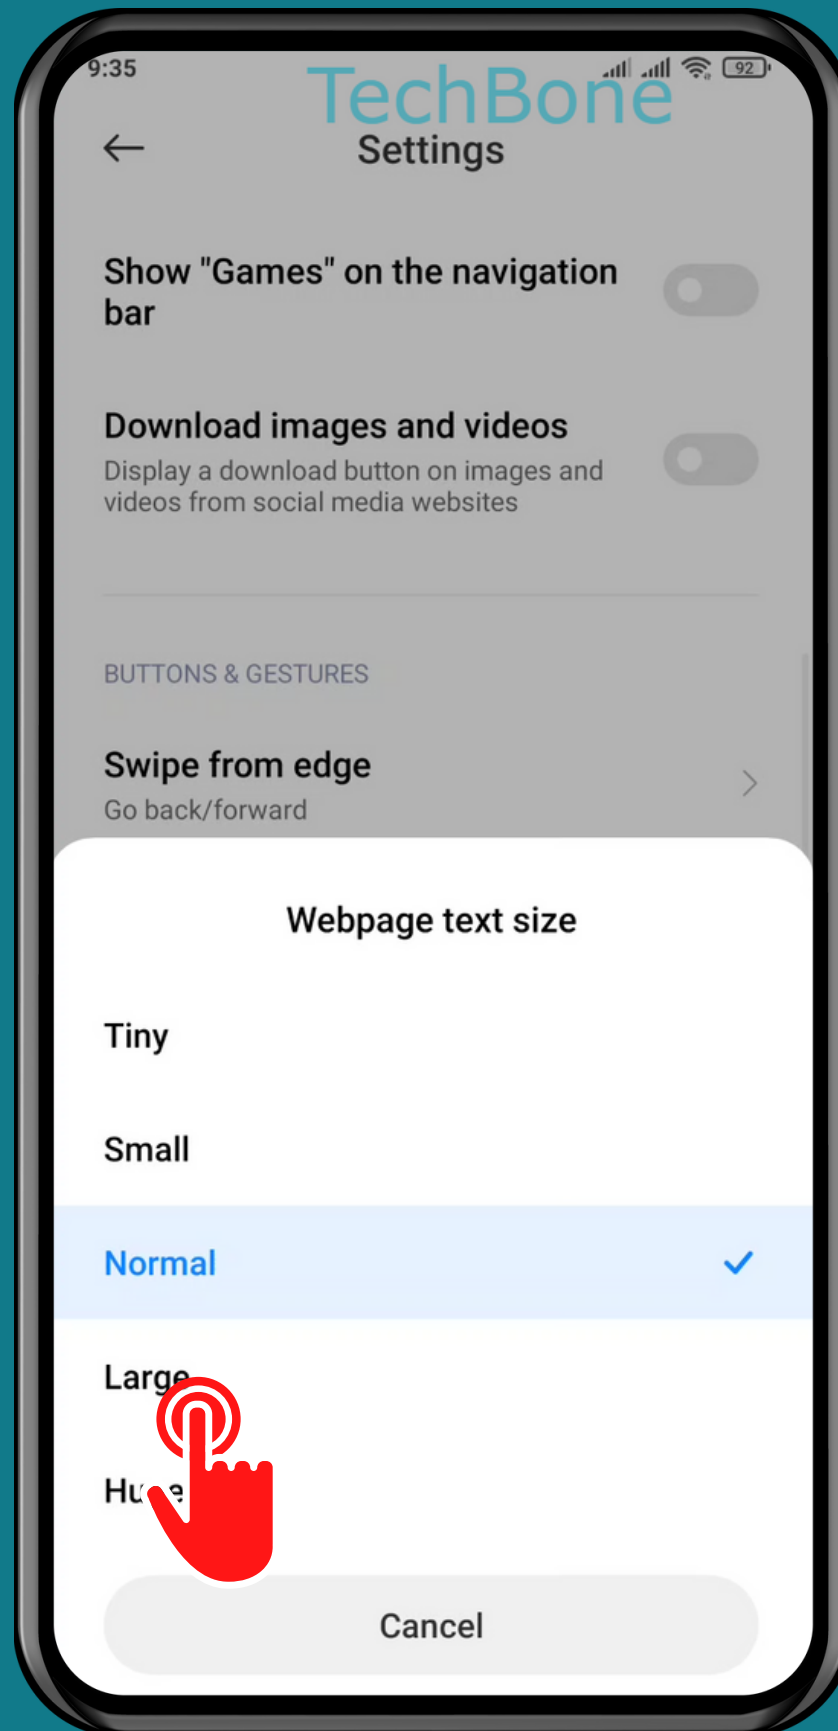 9:35
TechBone
92
Settings
Show "Games" on the navigation
bar
Download images and videos
Display a download button on images and
videos from social media websites
BUTTONS & GESTURES
Swipe from edge
Go back/forward
Webpage text size
Tiny
Small
Normal
Large
Cancel